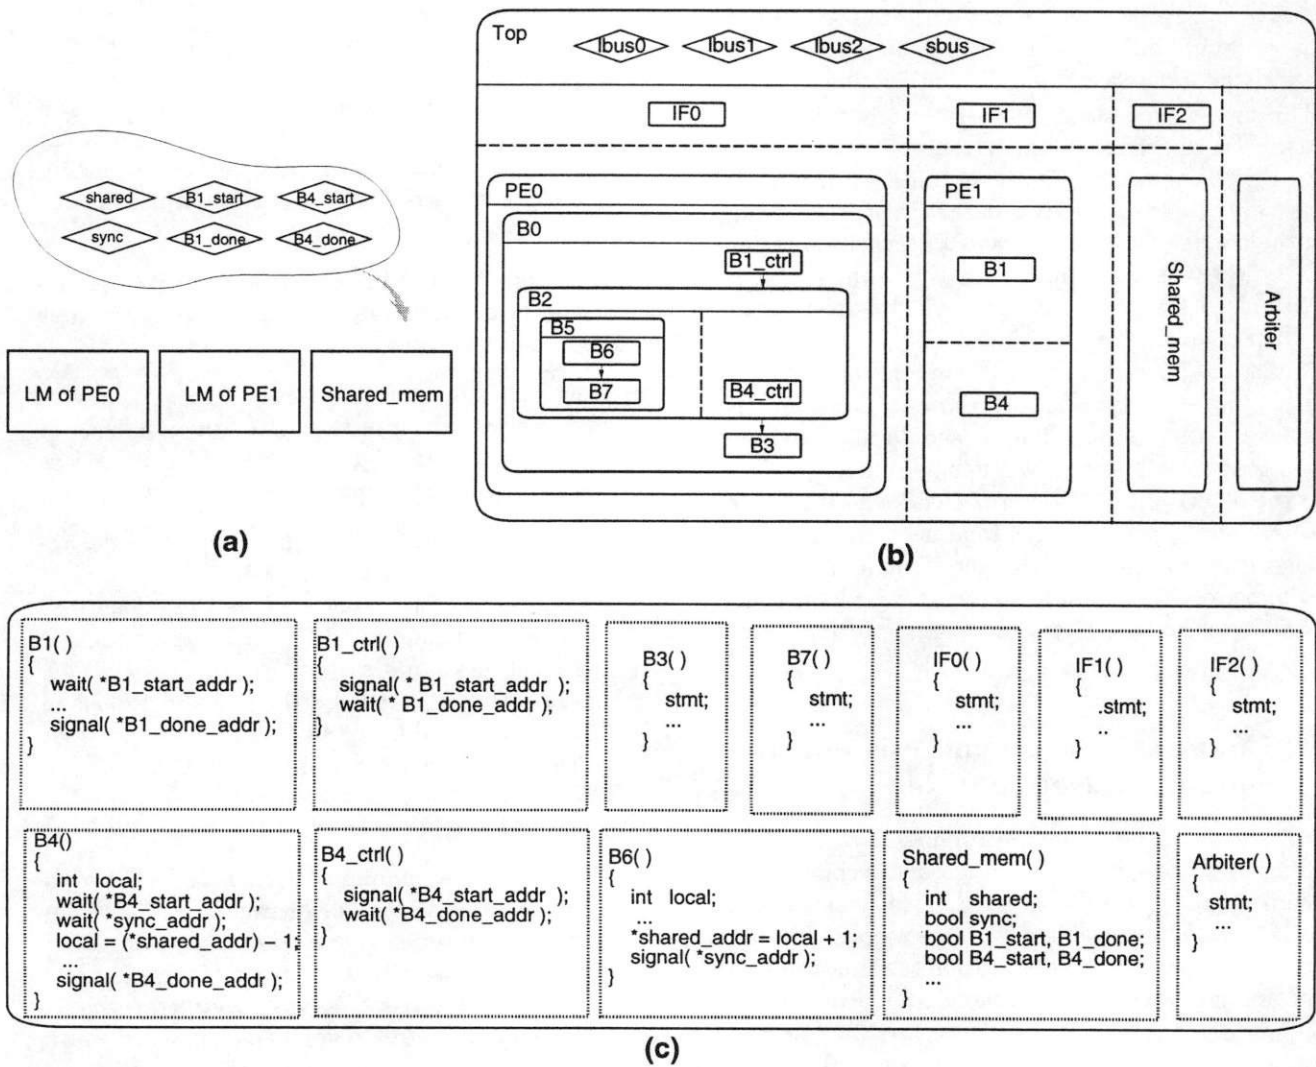 shared
B1_start
B4_start
sync
B1_done
B4_done
LM of PE0
LM of PE1
Shared_mem
(a)
Top
lbus0
lbus1
lbus2
sbus
IF0
IF1
IF2
PE0
B0
B1_ctrl
B2
B5
B6
B7
B4_ctrl
B3
PE1
B1
B4
Shared_mem
Arbiter
(b)
B1( )
{
wait( *B1_start_addr );
...
signal( *B1_done_addr );
}
B1_ctrl()
{
signal( * B1_start_addr );
wait( * B1_done_addr );
}
B3( )
{
stmt;
...
}
B7( )
{
stmt;
...
}
IF0( )
{
stmt;
...
}
IF1( )
{
.stmt;
..
}
IF2( )
{
stmt;
...
}
B4()
{
int local;
wait( *B4_start_addr );
wait( *sync_addr );
local = (*shared_addr) – 1;
...
signal( *B4_done_addr );
}
B4_ctrl( )
{
signal( *B4_start_addr );
wait( *B4_done_addr );
}
B6( )
{
int local;
...
*shared_addr = local + 1;
signal( *sync_addr );
}
Shared_mem( )
{
int shared;
bool sync;
bool B1_start, B1_done;
bool B4_start, B4_done;
...
}
Arbiter( )
{
stmt;
...
}
(c)